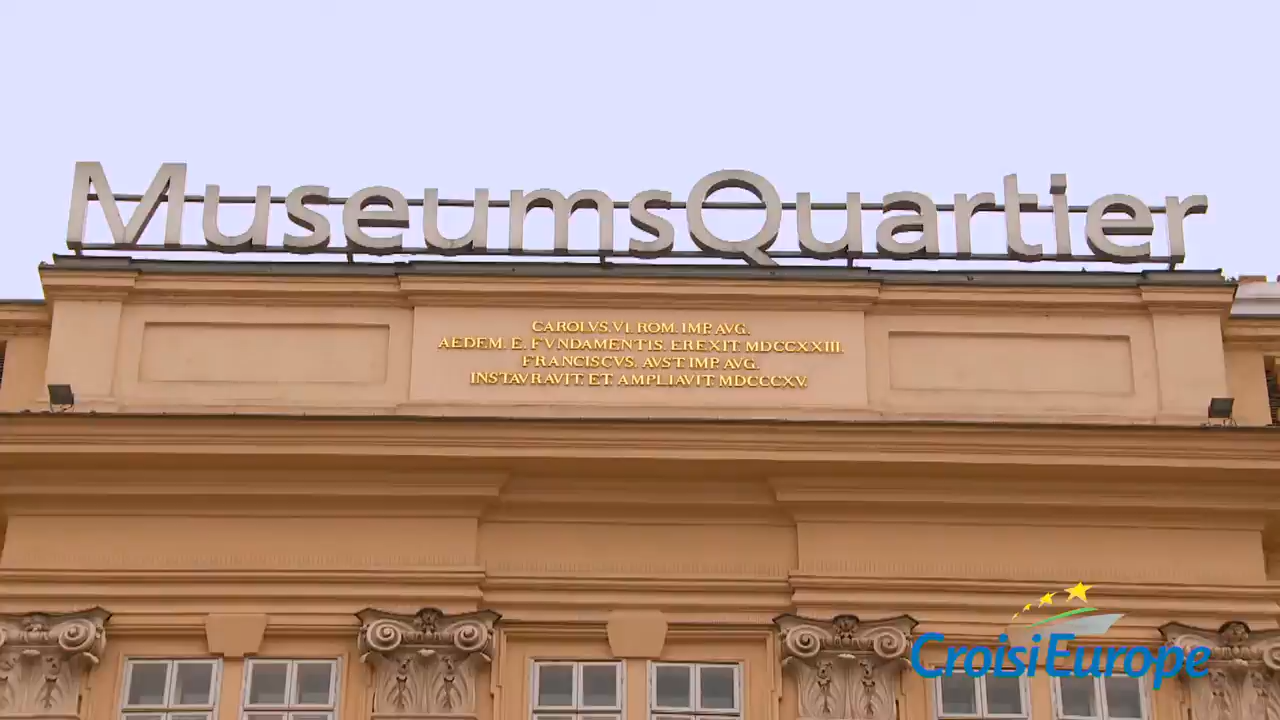 MuseumsQuartier
CAROLVS. VI. ROM. IMP. AVG.
AEDEM. E. FVNDAMENTIS. EREXIT. MDCCXXIII.
FRANCISCVS. AVST. IMP. AVG.
INSTAVRAVIT. ET. AMPLIAVIT. MDCCCXV.
CroisiEurope